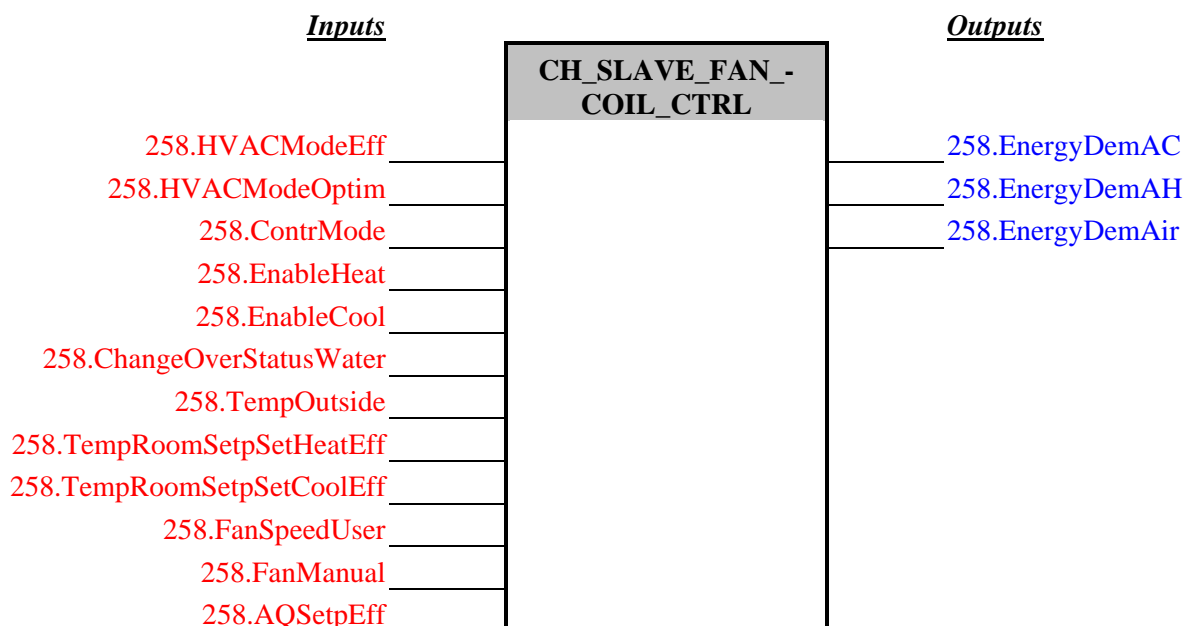 Inputs
Outputs
CH_SLAVE_FAN_-
COIL_CTRL
258.HVACModeEff
258.EnergyDemAC
258.HVACModeOptim
258.EnergyDemAH
258.ContrMode
258.EnergyDemAir
258.EnableHeat
258.EnableCool
258.ChangeOverStatusWater
258.TempOutside
258.TempRoomSetpSetHeatEff
258.TempRoomSetpSetCoolEff
258.FanSpeedUser
258.FanManual
258.AQSetpEff